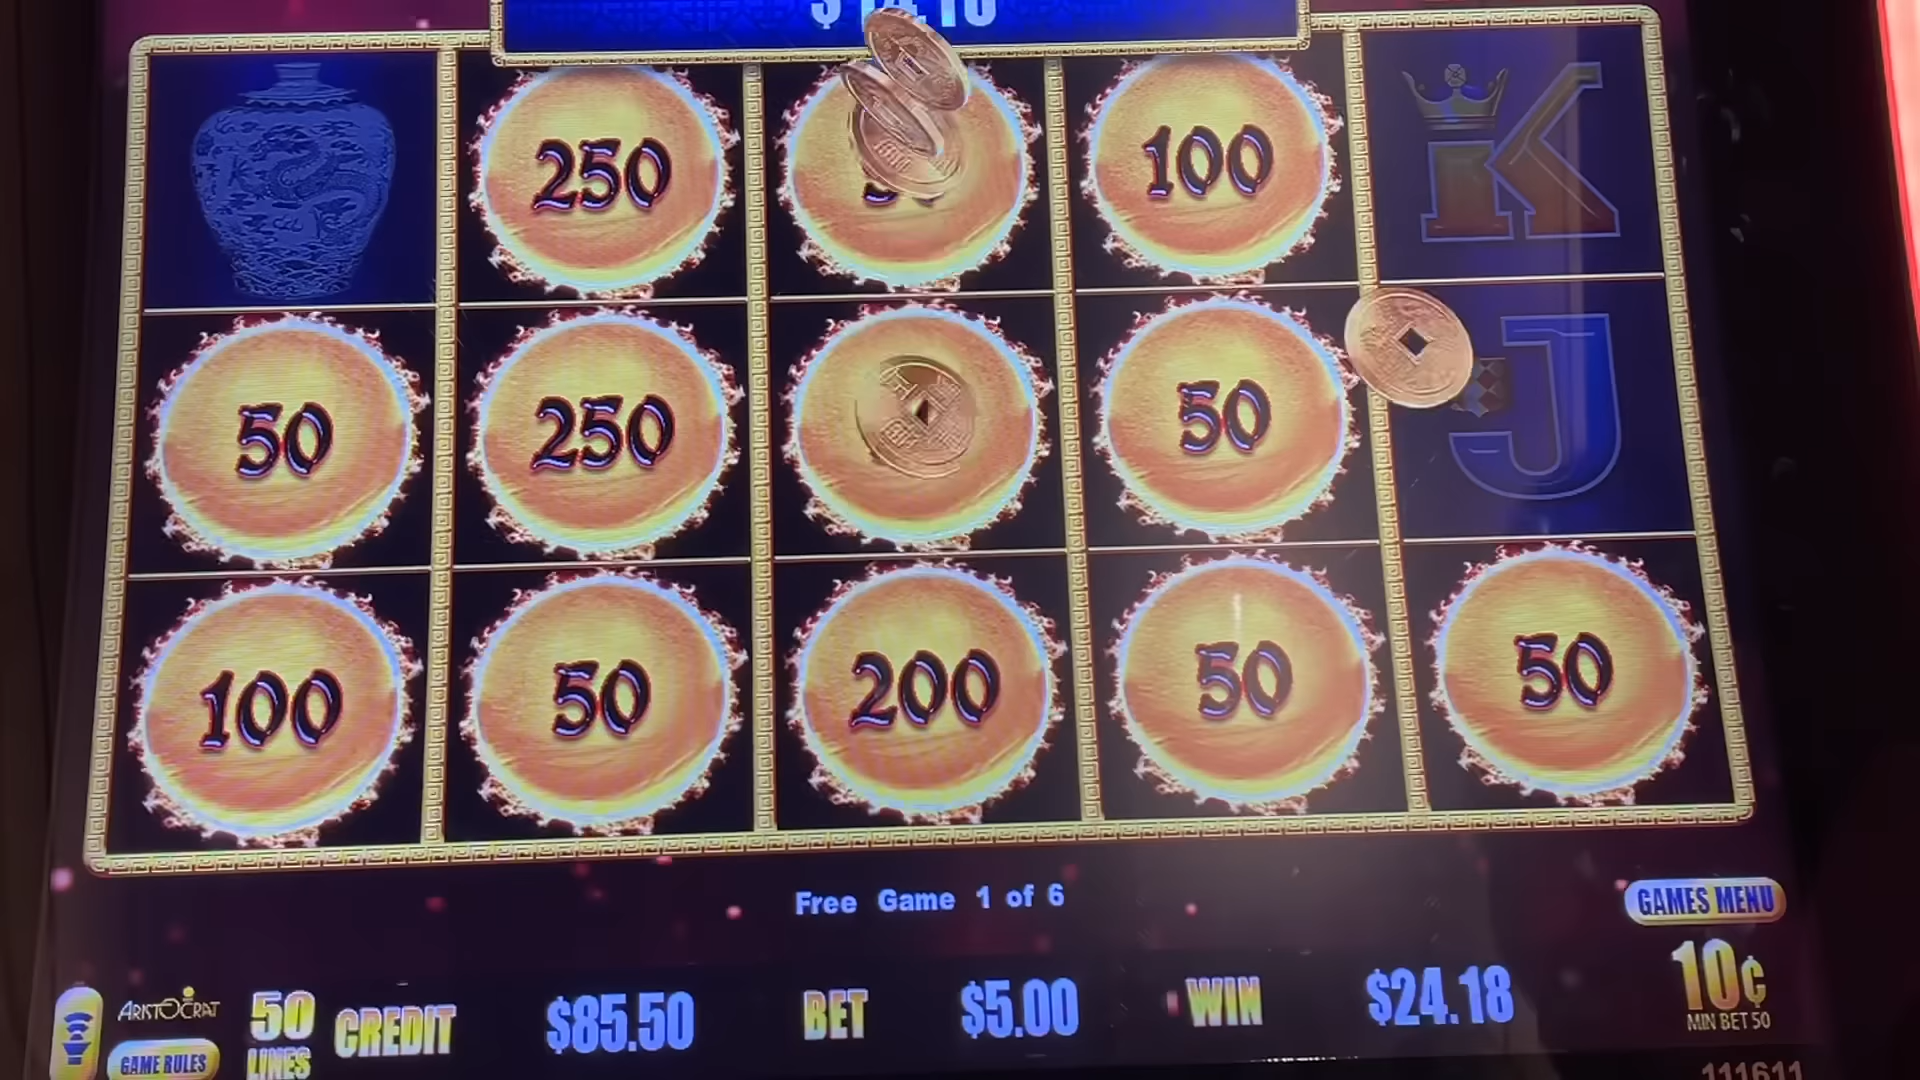 250
100
K
50
250
50
J
100
50
200
50
50
Free Game 1 of 6
GAMES MENU
ARISTOCRAT
GAME RULES
50 LINES
CREDIT $85.50
BET $5.00
WIN $24.18
10¢
MIN BET 50